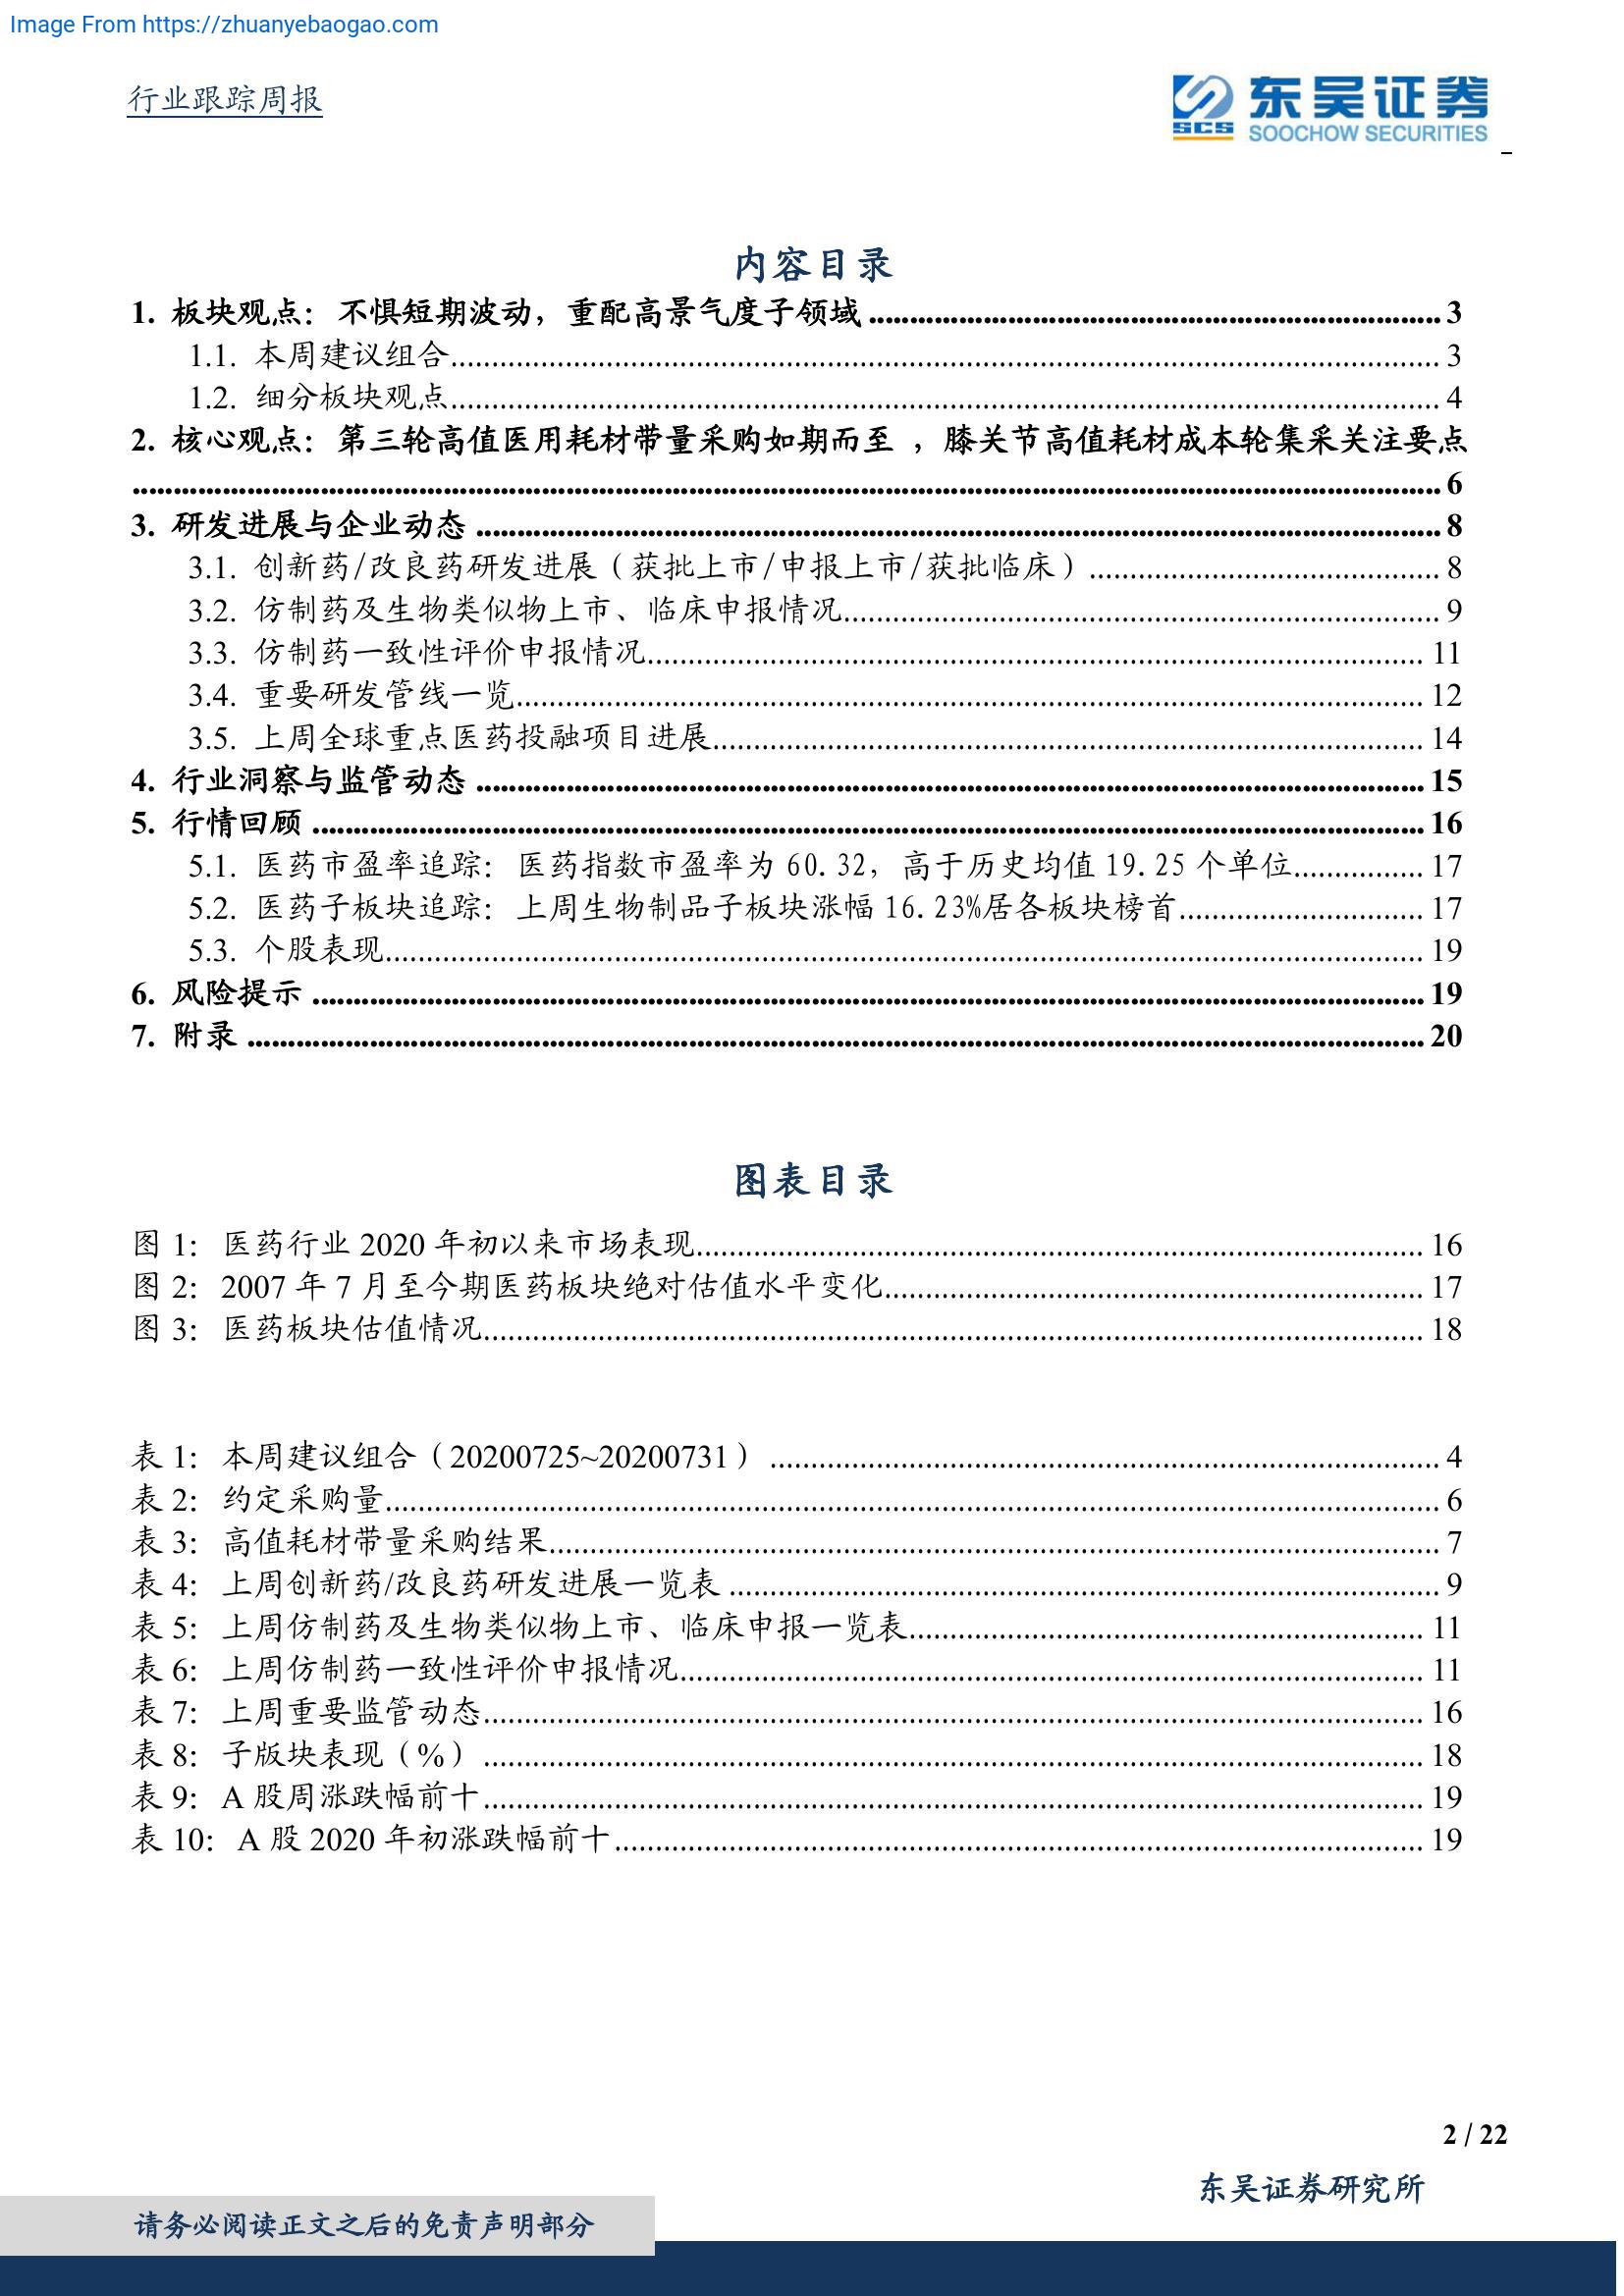 Image From https://zhuanyebaogao.com
行业跟踪周报
东吴证券
SCS
SOOCHOW SECURITIES
内容目录
1. 板块观点：不惧短期波动，重配高景气度子领域 ........ 3
1.1. 本周建议组合........ 3
1.2. 细分板块观点........ 4
2. 核心观点：第三轮高值医用耗材带量采购如期而至 ，膝关节高值耗材成本轮集采关注要点
........ 6
3. 研发进展与企业动态 ........ 8
3.1. 创新药/改良药研发进展（获批上市/申报上市/获批临床）........ 8
3.2. 仿制药及生物类似物上市、临床申报情况........ 9
3.3. 仿制药一致性评价申报情况........ 11
3.4. 重要研发管线一览........ 12
3.5. 上周全球重点医药投融项目进展........ 14
4. 行业洞察与监管动态 ........ 15
5. 行情回顾 ........ 16
5.1. 医药市盈率追踪：医药指数市盈率为 60.32，高于历史均值 19.25 个单位........ 17
5.2. 医药子板块追踪：上周生物制品子板块涨幅 16.23%居各板块榜首........ 17
5.3. 个股表现........ 19
6. 风险提示 ........ 19
7. 附录 ........ 20
图表目录
图 1：医药行业 2020 年初以来市场表现........ 16
图 2：2007 年 7 月至今期医药板块绝对估值水平变化........ 17
图 3：医药板块估值情况........ 18
表 1：本周建议组合（20200725~20200731） ........ 4
表 2：约定采购量........ 6
表 3：高值耗材带量采购结果........ 7
表 4：上周创新药/改良药研发进展一览表 ........ 9
表 5：上周仿制药及生物类似物上市、临床申报一览表........ 11
表 6：上周仿制药一致性评价申报情况........ 11
表 7：上周重要监管动态........ 16
表 8：子版块表现（%） ........ 18
表 9：A 股周涨跌幅前十........ 19
表 10：A 股 2020 年初涨跌幅前十........ 19
2 / 22
东吴证券研究所
请务必阅读正文之后的免责声明部分